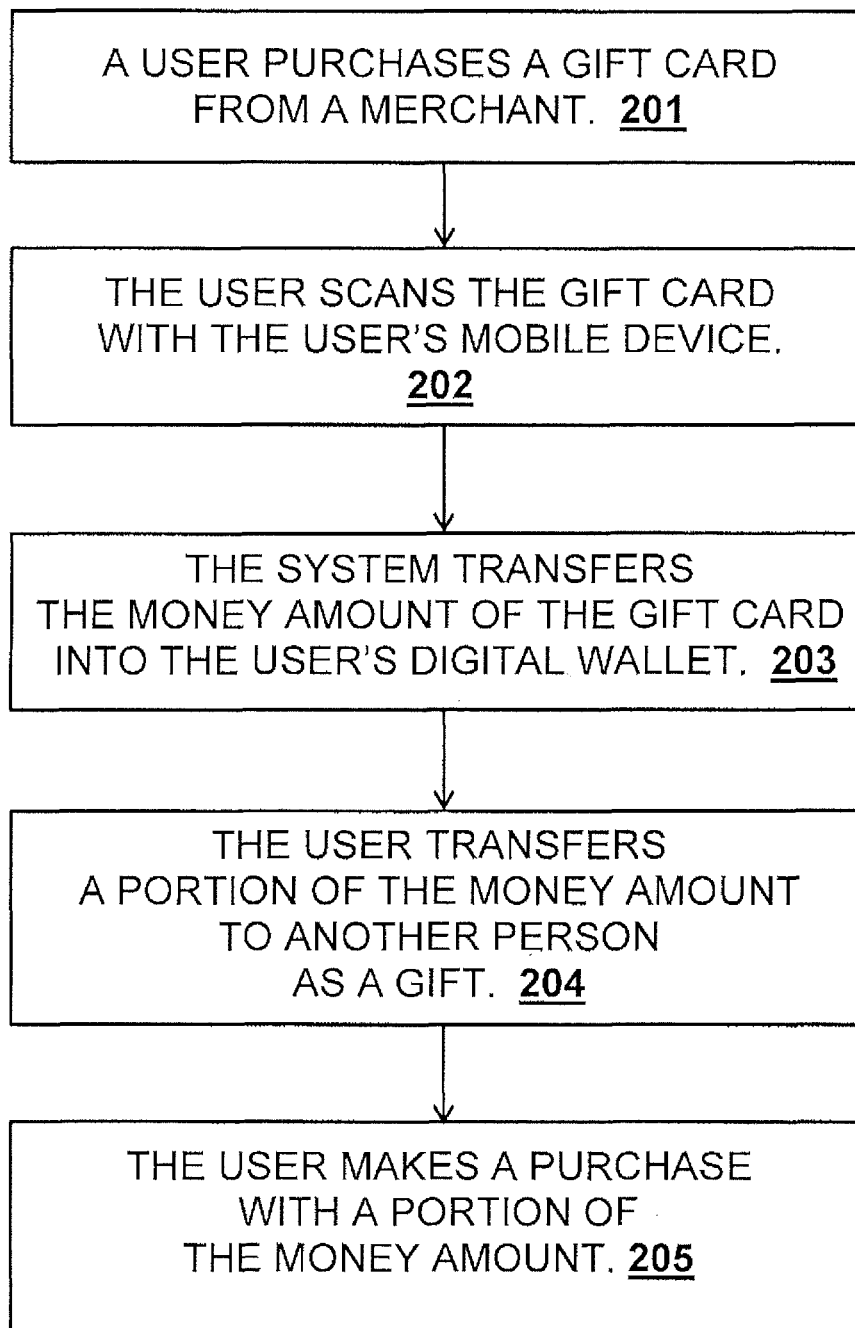 A USER PURCHASES A GIFT CARD
FROM A MERCHANT. 201
THE USER SCANS THE GIFT CARD
WITH THE USER'S MOBILE DEVICE.
202
THE SYSTEM TRANSFERS
THE MONEY AMOUNT OF THE GIFT CARD
INTO THE USER'S DIGITAL WALLET. 203
THE USER TRANSFERS
A PORTION OF THE MONEY AMOUNT
TO ANOTHER PERSON
AS A GIFT. 204
THE USER MAKES A PURCHASE
WITH A PORTION OF
THE MONEY AMOUNT. 205